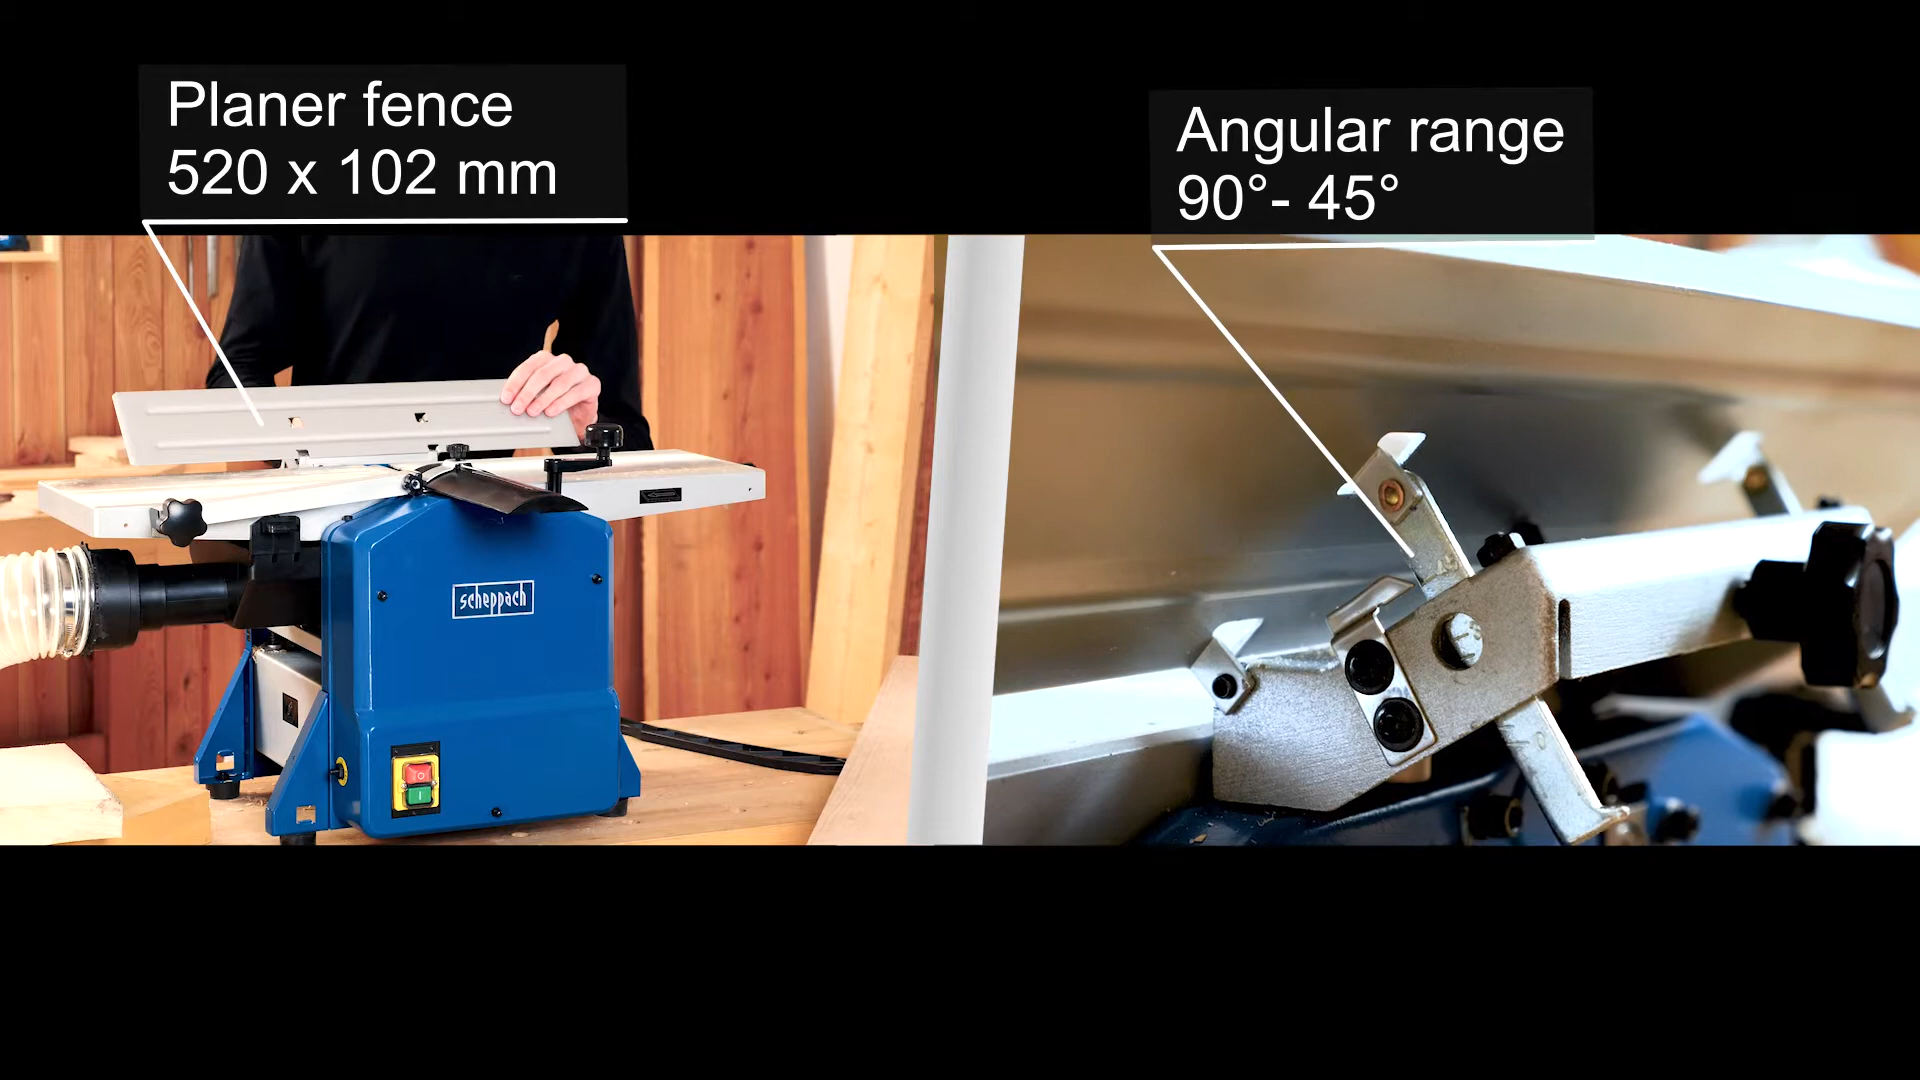 Planer fence
520 x 102 mm
Angular range
90°- 45°
scheppach